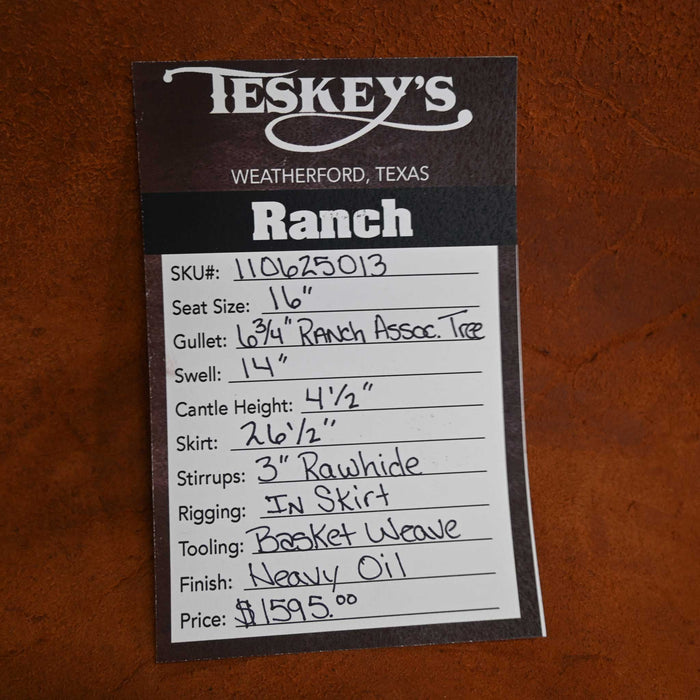 TESKEY'S
WEATHERFORD, TEXAS
Ranch
SKU#: 110625013
Seat Size: 16"
Gullet: 6 3/4" Ranch Assoc. Tree
Swell: 14"
Cantle Height: 4 1/2"
Skirt: 26 1/2"
Stirrups: 3" Rawhide
Rigging: In Skirt
Tooling: Basket Weave
Finish: Heavy Oil
Price: $1595.00